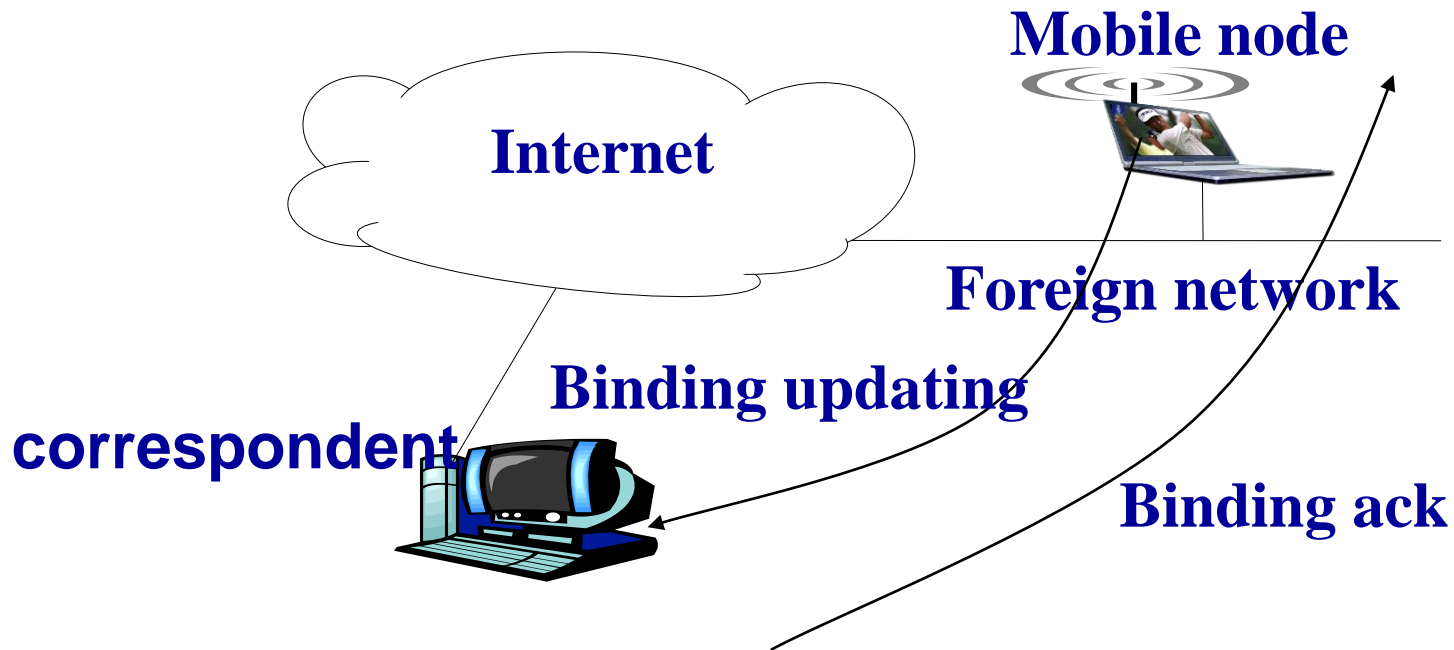 Mobile node
Internet
Foreign network
Binding updating
correspondent
Binding ack